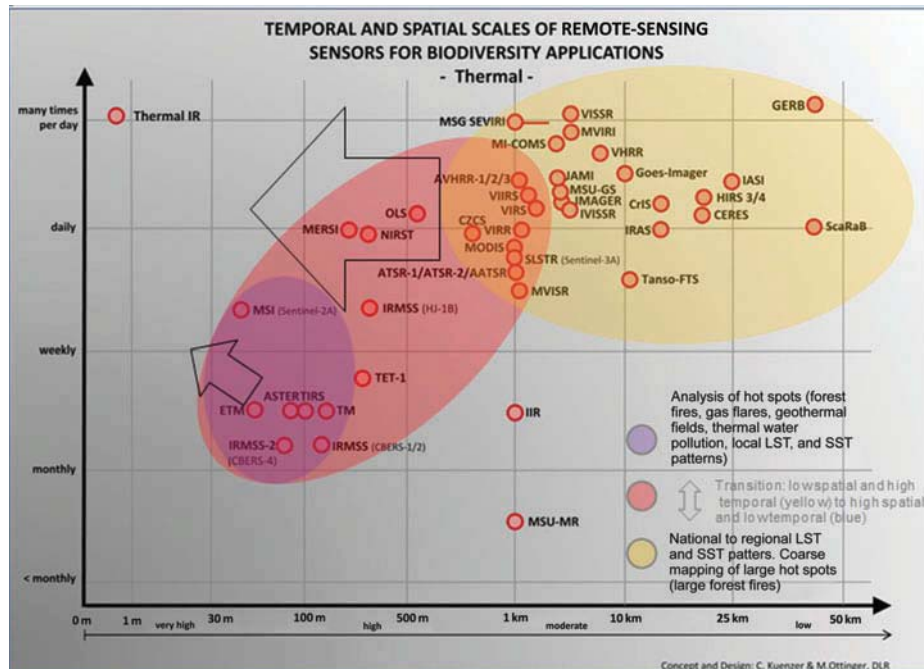 TEMPORAL AND SPATIAL SCALES OF REMOTE-SENSING
SENSORS FOR BIODIVERSITY APPLICATIONS
- Thermal -
many times
per day
Thermal IR
GERB
VISSR
MSG SEVIRI
MVIRI
MI-COMS
VHRR
Goes-Imager
AVHRR-1/2/3
JAMI
IASI
MSU-GS
VIIRS
IMAGER
HIRS 3/4
CrIS
VIRS
IVISSR
CERES
OLS
daily
MERSI
NIRST
CZCS
VIRR
IRAS
ScaRaB
MODIS
SLSTR (Sentinel-3A)
ATSR-1/ATSR-2/AATSR
Tanso-FTS
MVISR
MSI (Sentinel-2A)
IRMSS (HJ-1B)
weekly
TET-1
ASTERTIRS
ETM
TM
IIR
IRMSS-2
(CBERS-4)
IRMSS (CBERS-1/2)
monthly
MSU-MR
< monthly
Analysis of hot spots (forest
fires, gas flares, geothermal
fields, thermal water
pollution, local LST, and SST
patterns)
Transition: lowspatial and high
temporal (yellow) to high spatial
and lowtemporal (blue)
National to regional LST
and SST patters. Coarse
mapping of large hot spots
(large forest fires)
0 m
1 m
30 m
100 m
500 m
1 km
10 km
25 km
50 km
very high
high
moderate
low
Concept and Design: C. Kuenzer & M.Ottinger, DLR